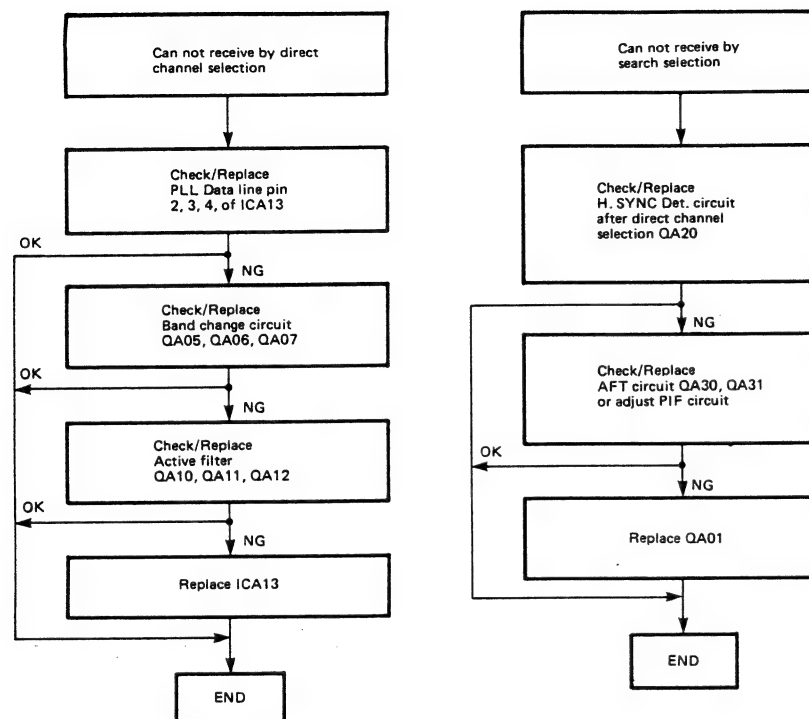 Can not receive by direct
channel selection
Check/Replace
PLL Data line pin
2, 3, 4, of ICA13
OK
NG
Check/Replace
Band change circuit
QA05, QA06, QA07
OK
NG
Check/Replace
Active filter
QA10, QA11, QA12
OK
NG
Replace ICA13
END
Can not receive by
search selection
Check/Replace
H. SYNC Det. circuit
after direct channel
selection QA20
NG
Check/Replace
AFT circuit QA30, QA31
or adjust PIF circuit
OK
NG
Replace QA01
END